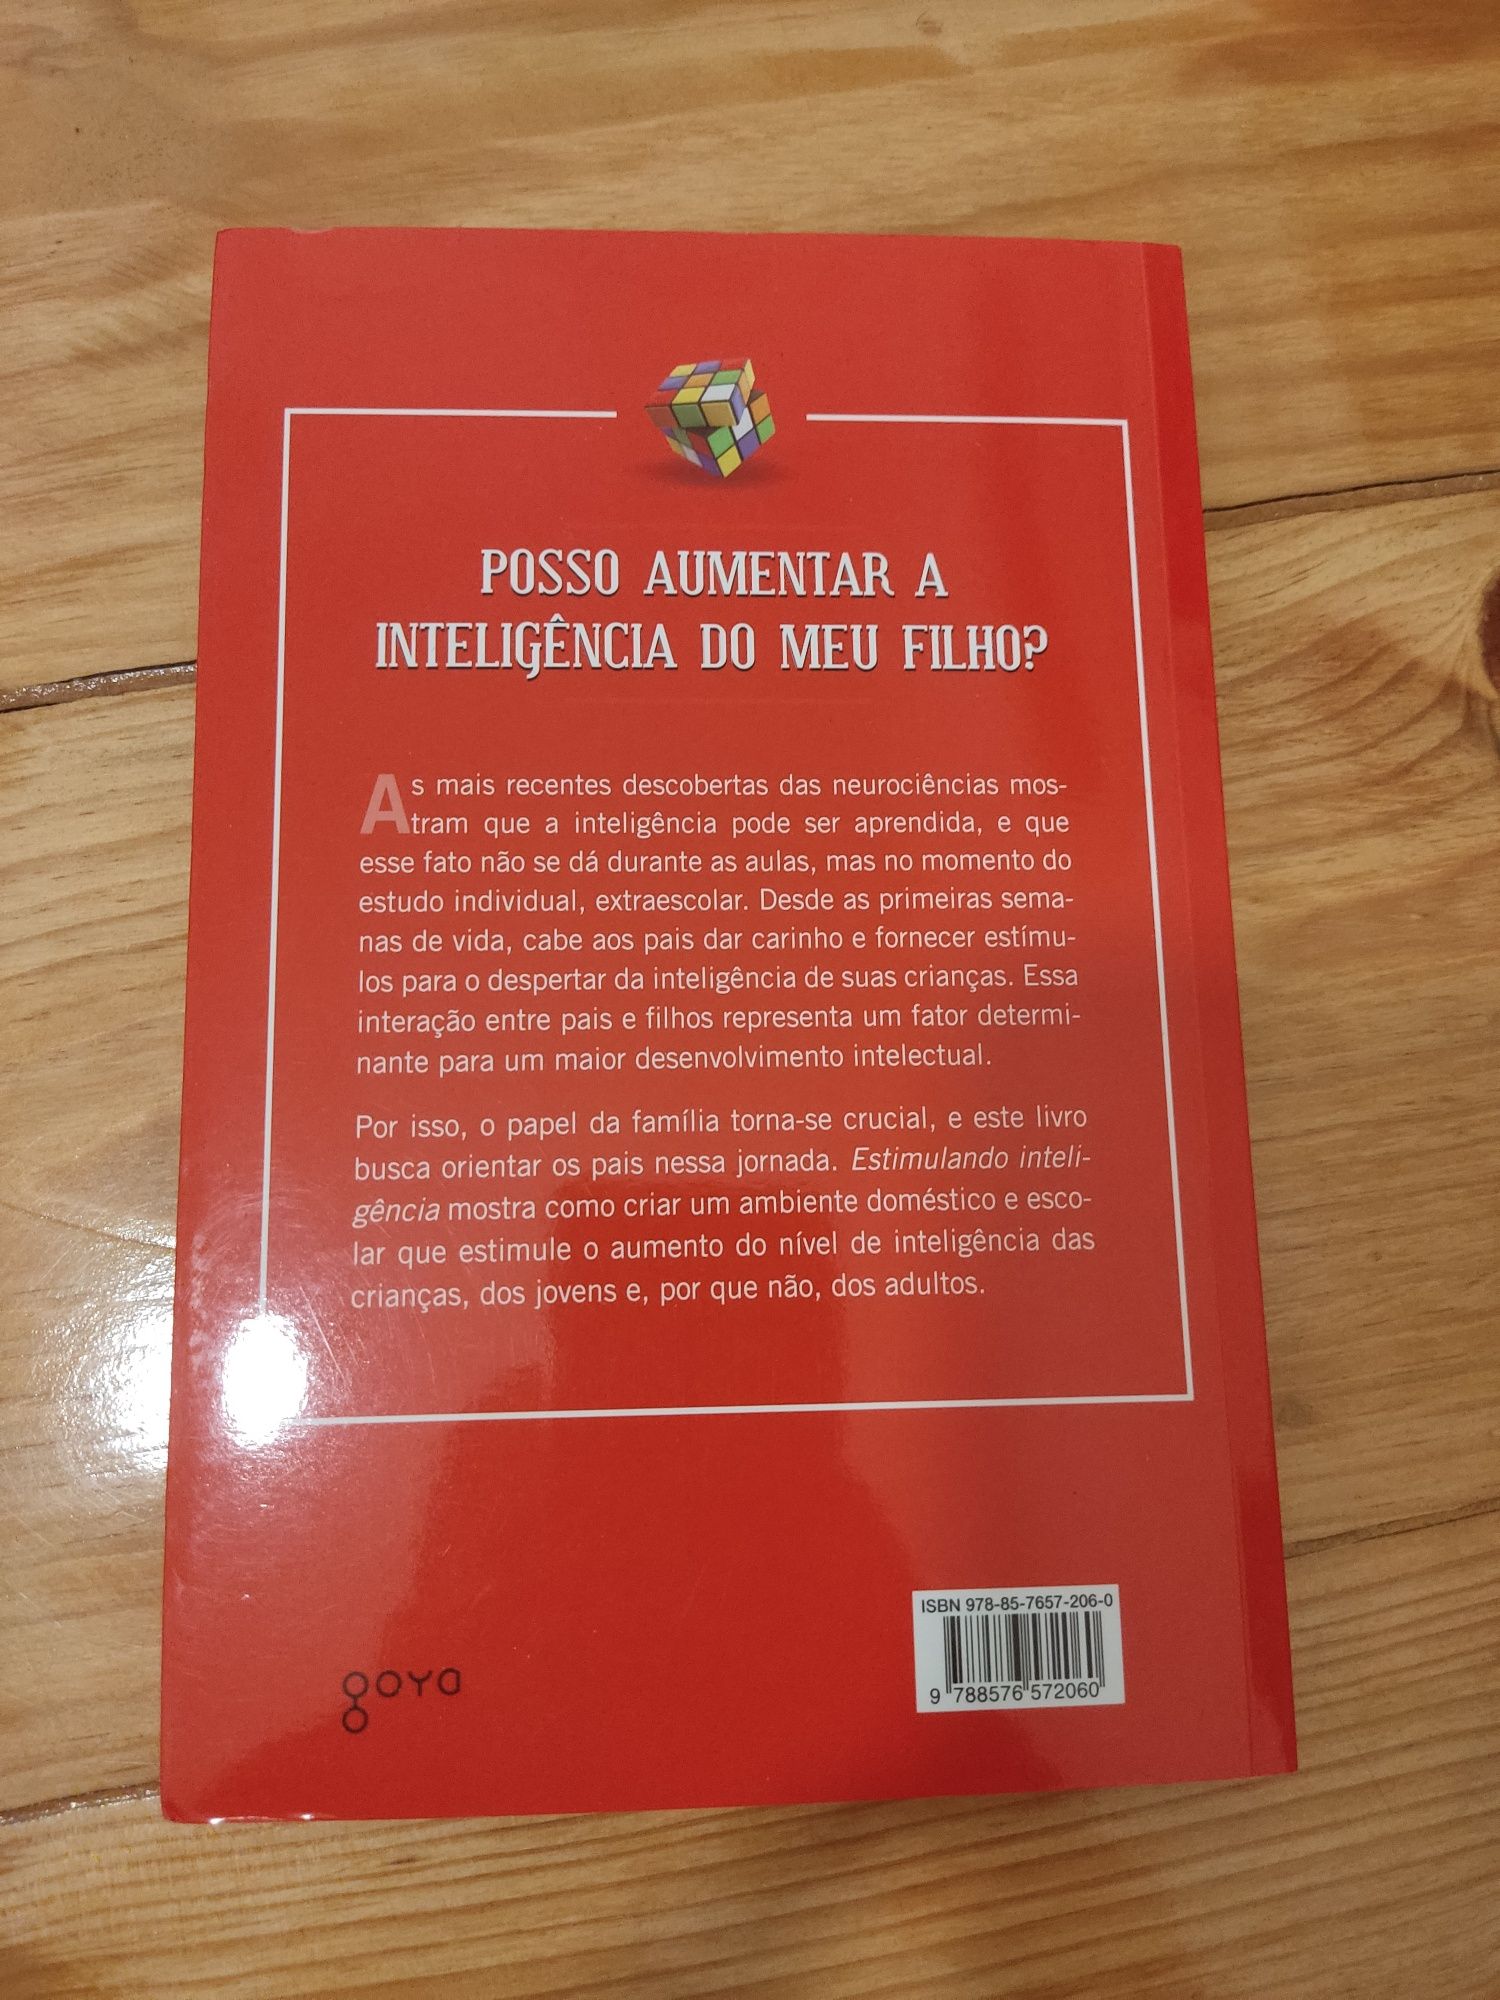 POSSO AUMENTAR A
INTELIGÊNCIA DO MEU FILHO?
As mais recentes descobertas das neurociências mos-
tram que a inteligência pode ser aprendida, e que
esse fato não se dá durante as aulas, mas no momento do
estudo individual, extraescolar. Desde as primeiras sema-
nas de vida, cabe aos pais dar carinho e fornecer estímu-
los para o despertar da inteligência de suas crianças. Essa
interação entre pais e filhos representa um fator determi-
nante para um maior desenvolvimento intelectual.
Por isso, o papel da família torna-se crucial, e este livro
busca orientar os pais nessa jornada. Estimulando inteli-
gência mostra como criar um ambiente doméstico e esco-
lar que estimule o aumento do nível de inteligência das
crianças, dos jovens e, por que não, dos adultos.
ISBN 978-85-7657-206-0
9 788576 572060
goya